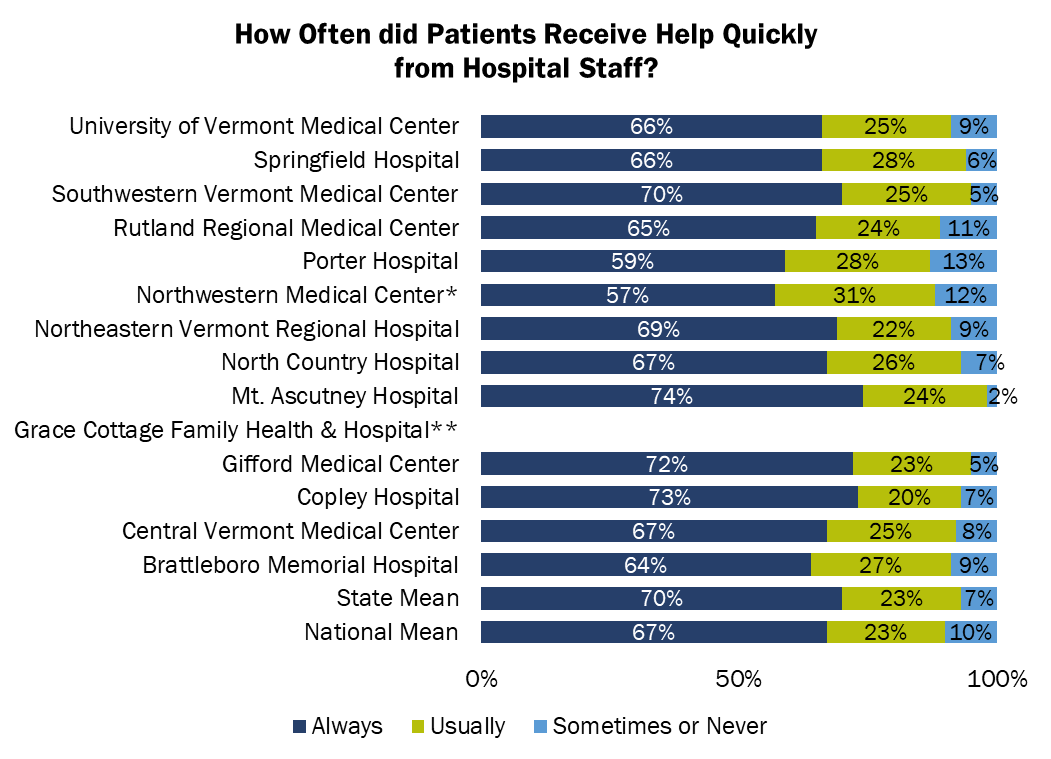 How Often did Patients Receive Help Quickly
from Hospital Staff?
University of Vermont Medical Center 66% 25% 9%
Springfield Hospital 66% 28% 6%
Southwestern Vermont Medical Center 70% 25% 5%
Rutland Regional Medical Center 65% 24% 11%
Porter Hospital 59% 28% 13%
Northwestern Medical Center* 57% 31% 12%
Northeastern Vermont Regional Hospital 69% 22% 9%
North Country Hospital 67% 26% 7%
Mt. Ascutney Hospital 74% 24% 2%
Grace Cottage Family Health & Hospital**
Gifford Medical Center 72% 23% 5%
Copley Hospital 73% 20% 7%
Central Vermont Medical Center 67% 25% 8%
Brattleboro Memorial Hospital 64% 27% 9%
State Mean 70% 23% 7%
National Mean 67% 23% 10%
0% 50% 100%
Always Usually Sometimes or Never